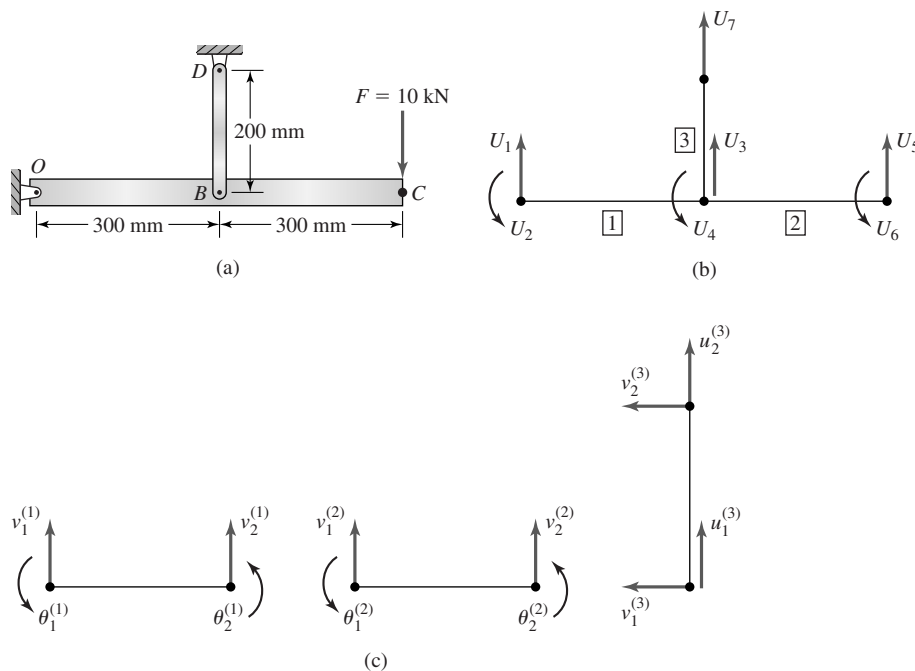 D
F = 10 kN
200 mm
O
B
C
300 mm
300 mm
(a)
U₇
U₁
3
U₃
U₅
U₂
1
U₄
2
U₆
(b)
u₂⁽³⁾
v₂⁽³⁾
v₁⁽¹⁾
v₂⁽¹⁾
v₁⁽²⁾
v₂⁽²⁾
u₁⁽³⁾
θ₁⁽¹⁾
θ₂⁽¹⁾
θ₁⁽²⁾
θ₂⁽²⁾
v₁⁽³⁾
(c)